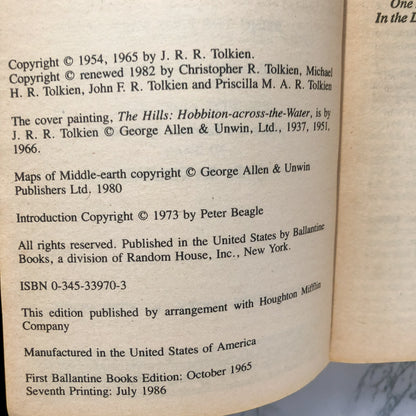 Copyright © 1954, 1965 by J. R. R. Tolkien.
Copyright © renewed 1982 by Christopher R. Tolkien, Michael
H. R. Tolkien, John F. R. Tolkien and Priscilla M. A. R. Tolkien
The cover painting, The Hills: Hobbiton-across-the-Water, is by
J. R. R. Tolkien © George Allen & Unwin, Ltd., 1937, 1951,
1966.
Maps of Middle-earth copyright © George Allen & Unwin
Publishers Ltd. 1980
Introduction Copyright © 1973 by Peter Beagle
All rights reserved. Published in the United States by Ballantine
Books, a division of Random House, Inc., New York.
ISBN 0-345-33970-3
This edition published by arrangement with Houghton Mifflin
Company
Manufactured in the United States of America
First Ballantine Books Edition: October 1965
Seventh Printing: July 1986
One
In the